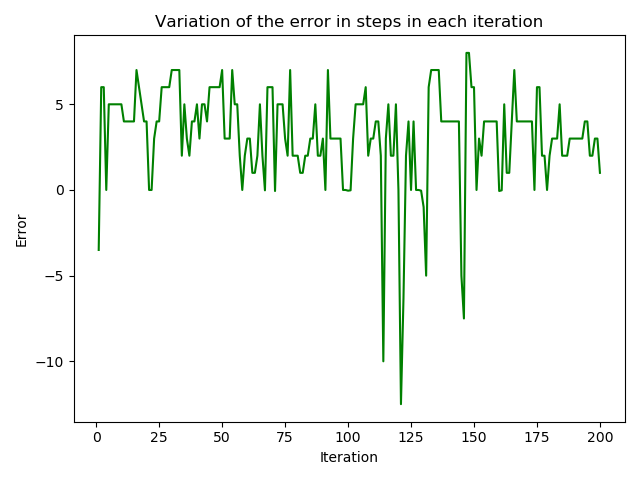 Variation of the error in steps in each iteration
5
0
−5
−10
Error
0 25 50 75 100 125 150 175 200
Iteration